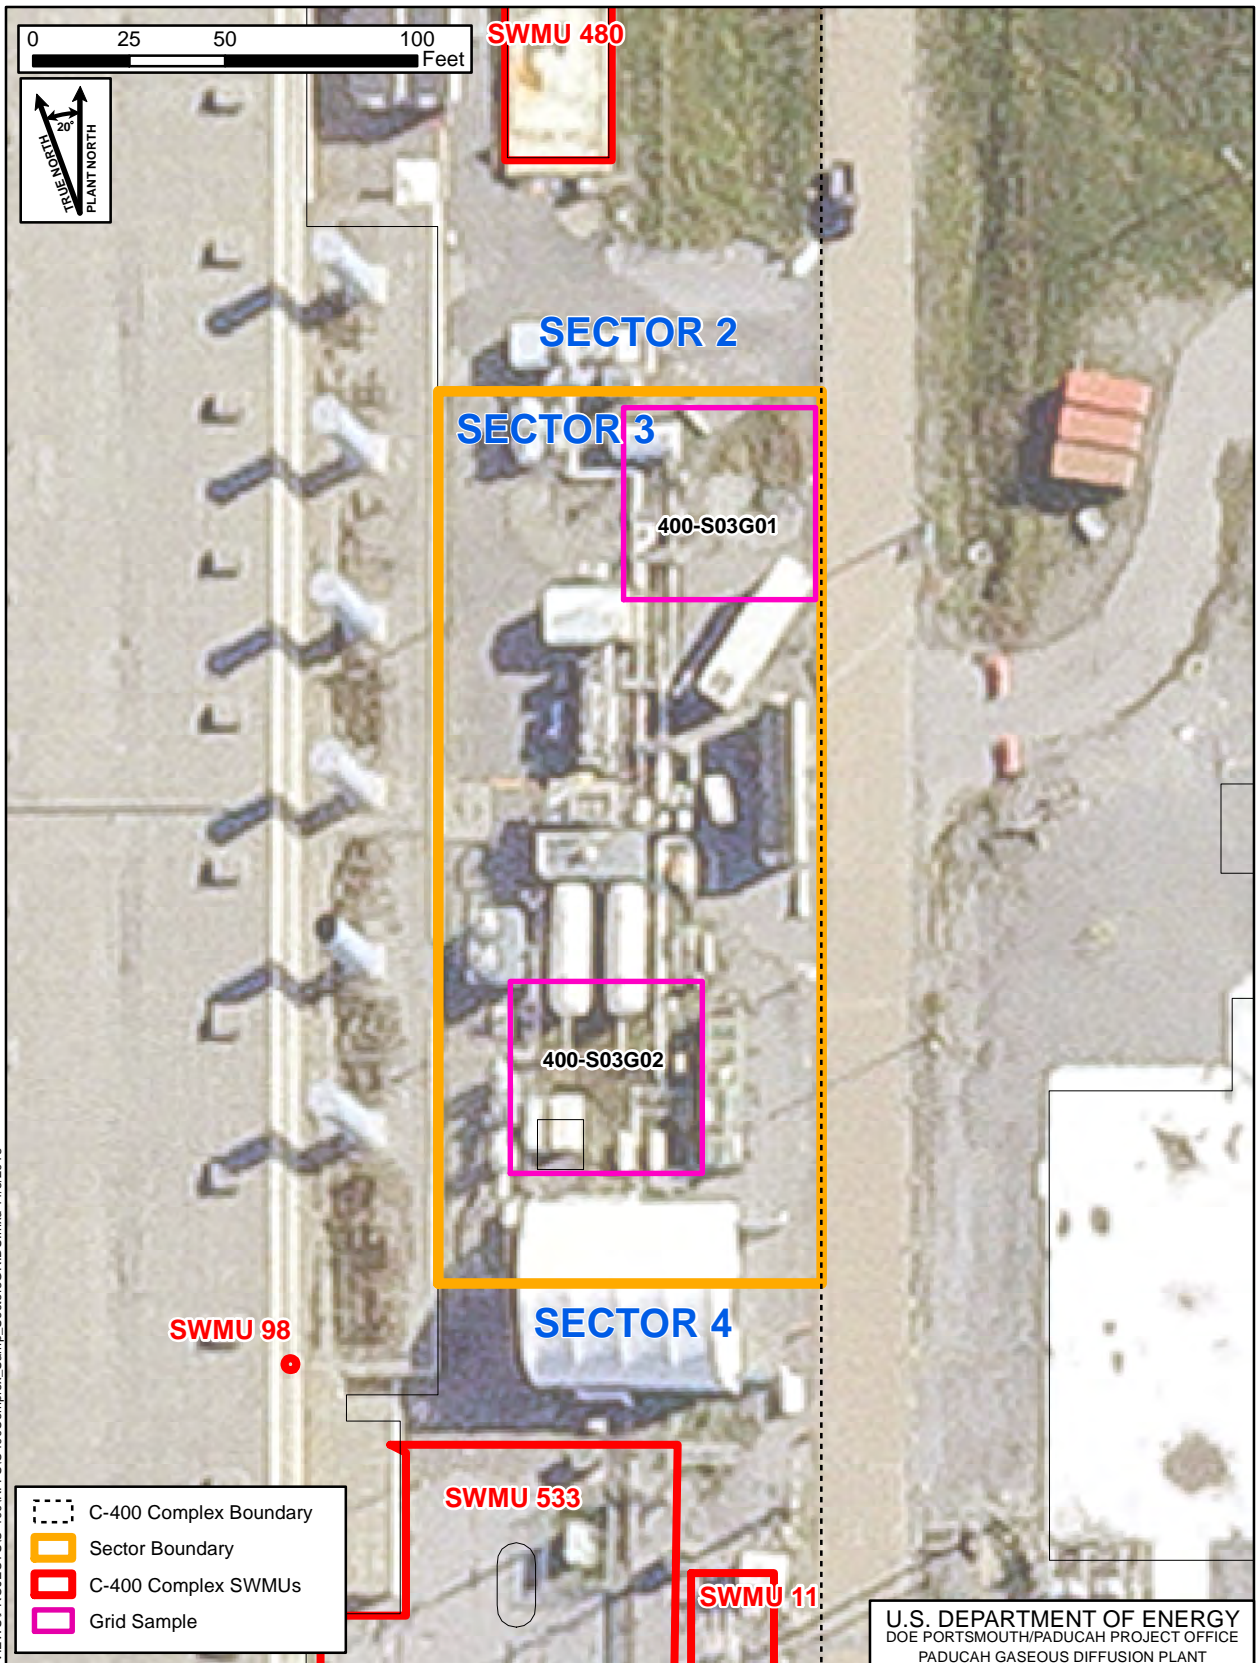 0 25 50 100
Feet
SWMU 480
20°
TRUE NORTH
PLANT NORTH
SECTOR 2
SECTOR 3
400-S03G01
400-S03G02
SECTOR 4
SWMU 98
SWMU 533
SWMU 11
C-400 Complex Boundary
Sector Boundary
C-400 Complex SWMUs
Grid Sample
U.S. DEPARTMENT OF ENERGY
DOE PORTSMOUTH/PADUCAH PROJECT OFFICE
PADUCAH GASEOUS DIFFUSION PLANT